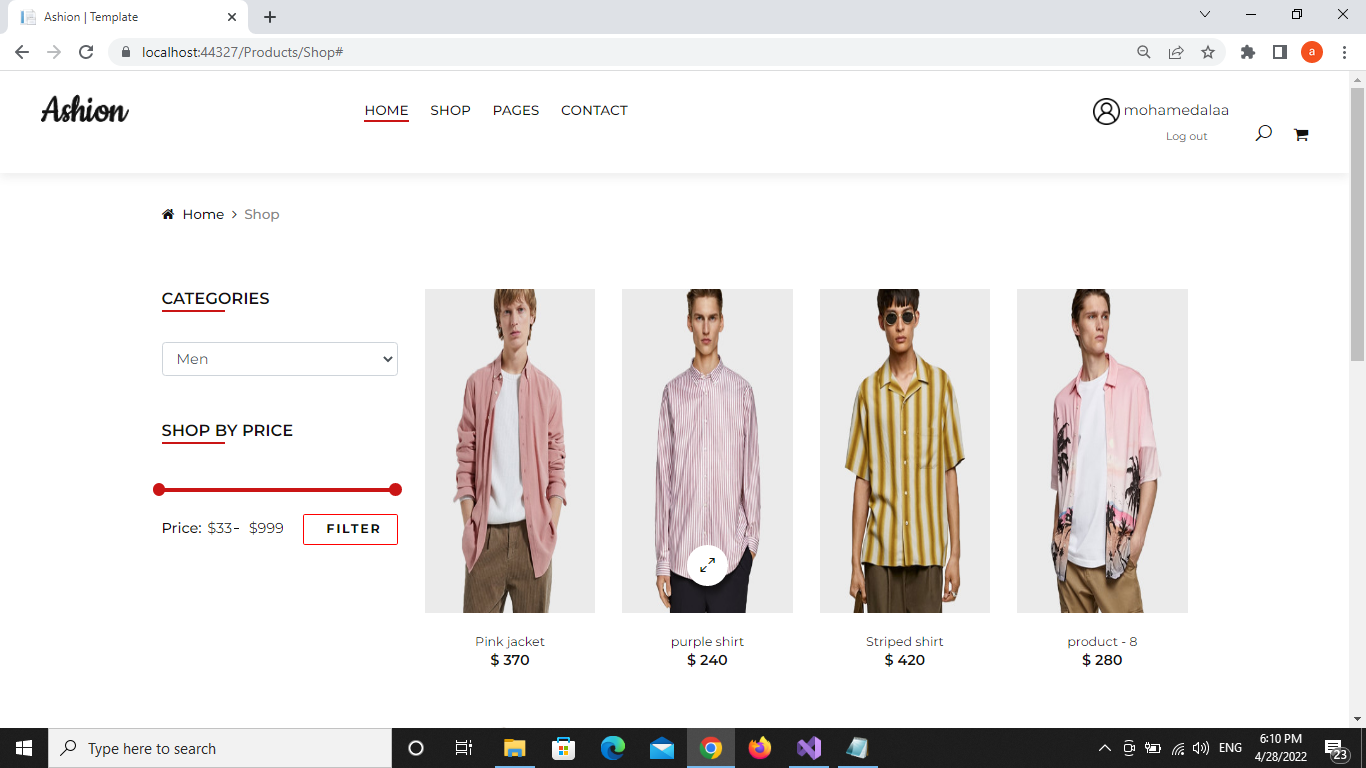 Ashion | Template
localhost:44327/Products/Shop#
a
Ashion
HOME SHOP PAGES CONTACT
mohamedalaa
Log out
Home > Shop
CATEGORIES
Men
SHOP BY PRICE
Price: $33- $999
FILTER
Pink jacket
$ 370
purple shirt
$ 240
Striped shirt
$ 420
product - 8
$ 280
Type here to search
ENG
6:10 PM
4/28/2022
23